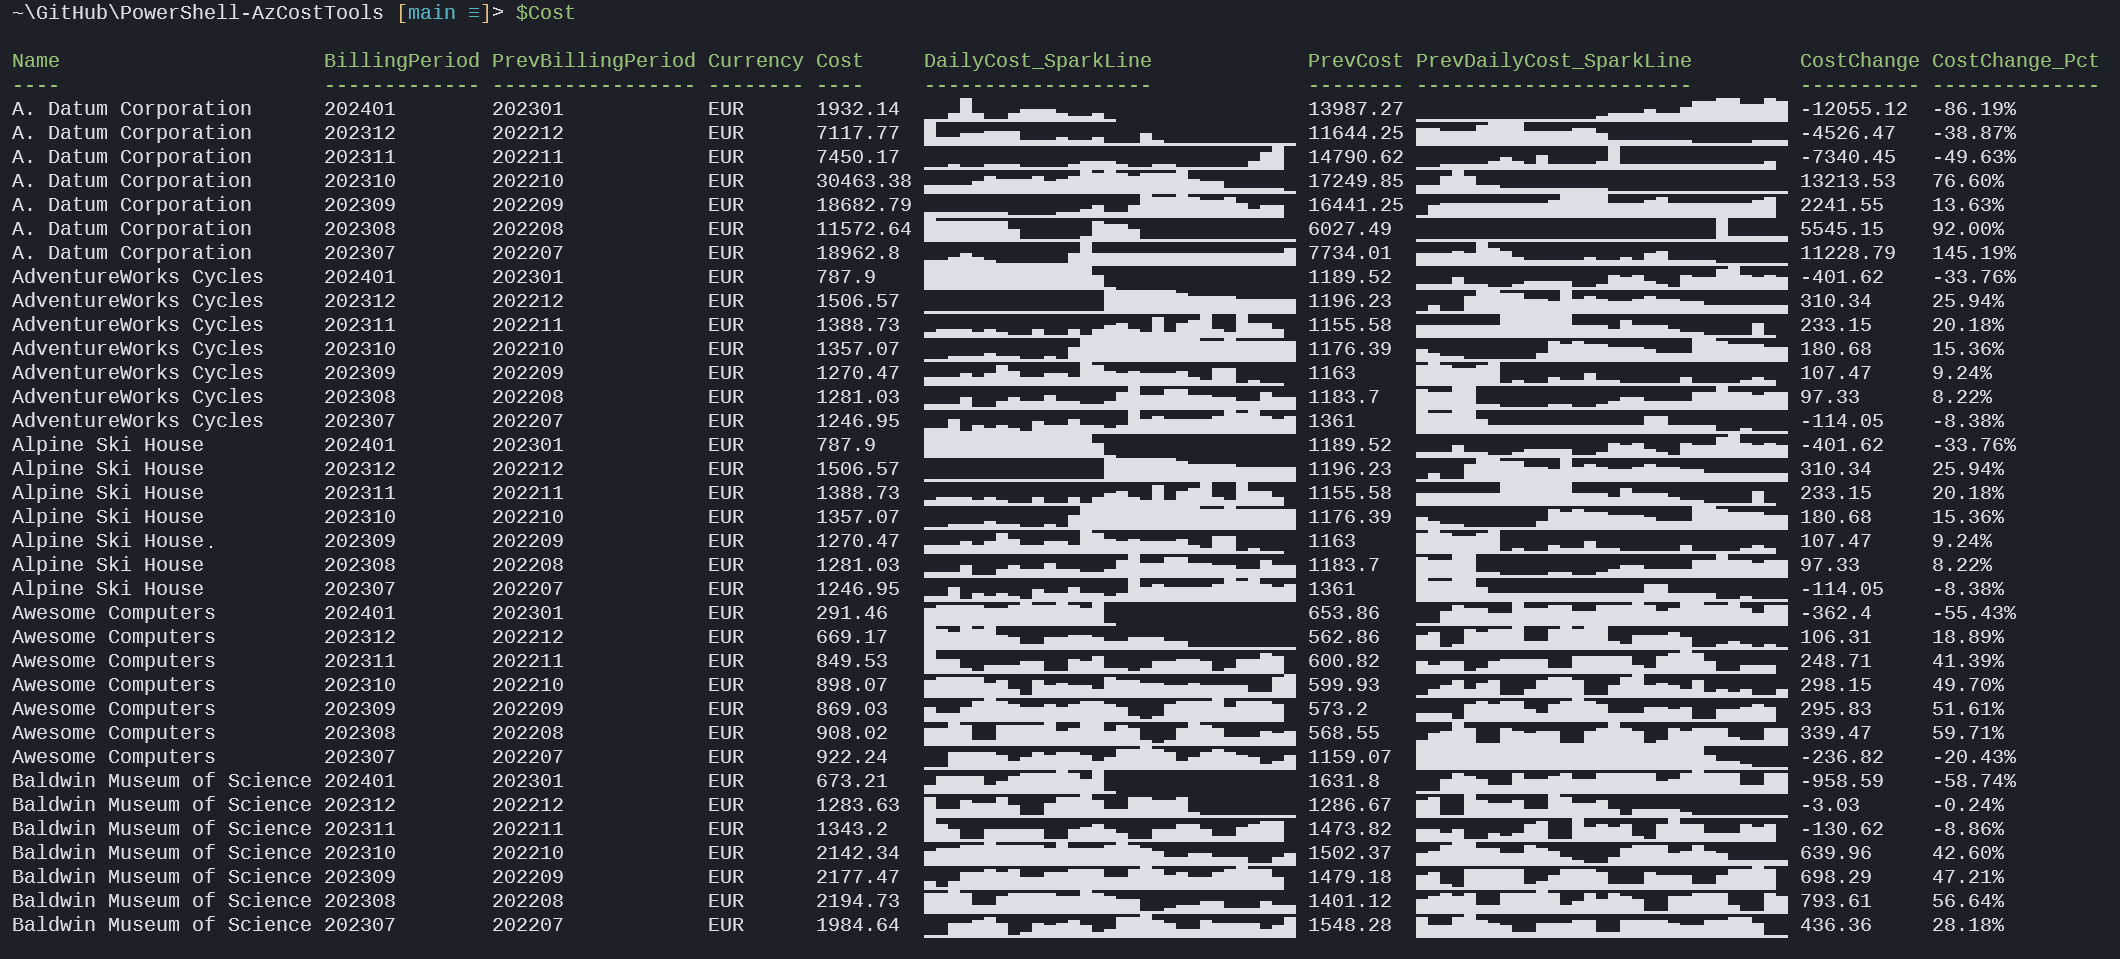 ~\GitHub\PowerShell-AzCostTools [main ≡]> $Cost
Name BillingPeriod PrevBillingPeriod Currency Cost DailyCost_SparkLine PrevCost PrevDailyCost_SparkLine CostChange CostChange_Pct
---- ------------- ----------------- -------- ---- ------------------- -------- ----------------------- ---------- --------------
A. Datum Corporation 202401 202301 EUR 1932.14 13987.27 -12055.12 -86.19%
A. Datum Corporation 202312 202212 EUR 7117.77 11644.25 -4526.47 -38.87%
A. Datum Corporation 202311 202211 EUR 7450.17 14790.62 -7340.45 -49.63%
A. Datum Corporation 202310 202210 EUR 30463.38 17249.85 13213.53 76.60%
A. Datum Corporation 202309 202209 EUR 18682.79 16441.25 2241.55 13.63%
A. Datum Corporation 202308 202208 EUR 11572.64 6027.49 5545.15 92.00%
A. Datum Corporation 202307 202207 EUR 18962.8 7734.01 11228.79 145.19%
AdventureWorks Cycles 202401 202301 EUR 787.9 1189.52 -401.62 -33.76%
AdventureWorks Cycles 202312 202212 EUR 1506.57 1196.23 310.34 25.94%
AdventureWorks Cycles 202311 202211 EUR 1388.73 1155.58 233.15 20.18%
AdventureWorks Cycles 202310 202210 EUR 1357.07 1176.39 180.68 15.36%
AdventureWorks Cycles 202309 202209 EUR 1270.47 1163 107.47 9.24%
AdventureWorks Cycles 202308 202208 EUR 1281.03 1183.7 97.33 8.22%
AdventureWorks Cycles 202307 202207 EUR 1246.95 1361 -114.05 -8.38%
Alpine Ski House 202401 202301 EUR 787.9 1189.52 -401.62 -33.76%
Alpine Ski House 202312 202212 EUR 1506.57 1196.23 310.34 25.94%
Alpine Ski House 202311 202211 EUR 1388.73 1155.58 233.15 20.18%
Alpine Ski House 202310 202210 EUR 1357.07 1176.39 180.68 15.36%
Alpine Ski House. 202309 202209 EUR 1270.47 1163 107.47 9.24%
Alpine Ski House 202308 202208 EUR 1281.03 1183.7 97.33 8.22%
Alpine Ski House 202307 202207 EUR 1246.95 1361 -114.05 -8.38%
Awesome Computers 202401 202301 EUR 291.46 653.86 -362.4 -55.43%
Awesome Computers 202312 202212 EUR 669.17 562.86 106.31 18.89%
Awesome Computers 202311 202211 EUR 849.53 600.82 248.71 41.39%
Awesome Computers 202310 202210 EUR 898.07 599.93 298.15 49.70%
Awesome Computers 202309 202209 EUR 869.03 573.2 295.83 51.61%
Awesome Computers 202308 202208 EUR 908.02 568.55 339.47 59.71%
Awesome Computers 202307 202207 EUR 922.24 1159.07 -236.82 -20.43%
Baldwin Museum of Science 202401 202301 EUR 673.21 1631.8 -958.59 -58.74%
Baldwin Museum of Science 202312 202212 EUR 1283.63 1286.67 -3.03 -0.24%
Baldwin Museum of Science 202311 202211 EUR 1343.2 1473.82 -130.62 -8.86%
Baldwin Museum of Science 202310 202210 EUR 2142.34 1502.37 639.96 42.60%
Baldwin Museum of Science 202309 202209 EUR 2177.47 1479.18 698.29 47.21%
Baldwin Museum of Science 202308 202208 EUR 2194.73 1401.12 793.61 56.64%
Baldwin Museum of Science 202307 202207 EUR 1984.64 1548.28 436.36 28.18%